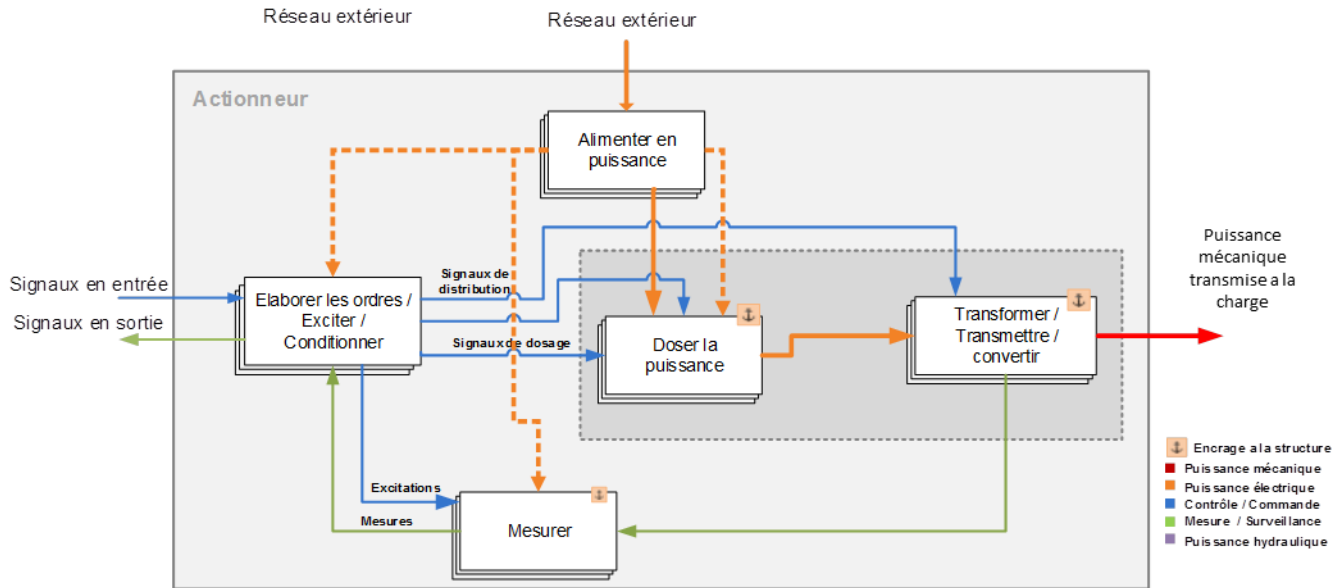 Réseau extérieur
Réseau extérieur
Actionneur
Alimenter en
puissance
Signaux en entrée
Signaux en sortie
Elaborer les ordres /
Exciter /
Conditionner
Signaux de
distribution
Signaux de dosage
Doser la
puissance
Transformer /
Transmettre /
convertir
Puissance
mécanique
transmise a la
charge
Excitations
Mesures
Mesurer
Encrage a la structure
Puissance mécanique
Puissance électrique
Contrôle / Commande
Mesure / Surveillance
Puissance hydraulique